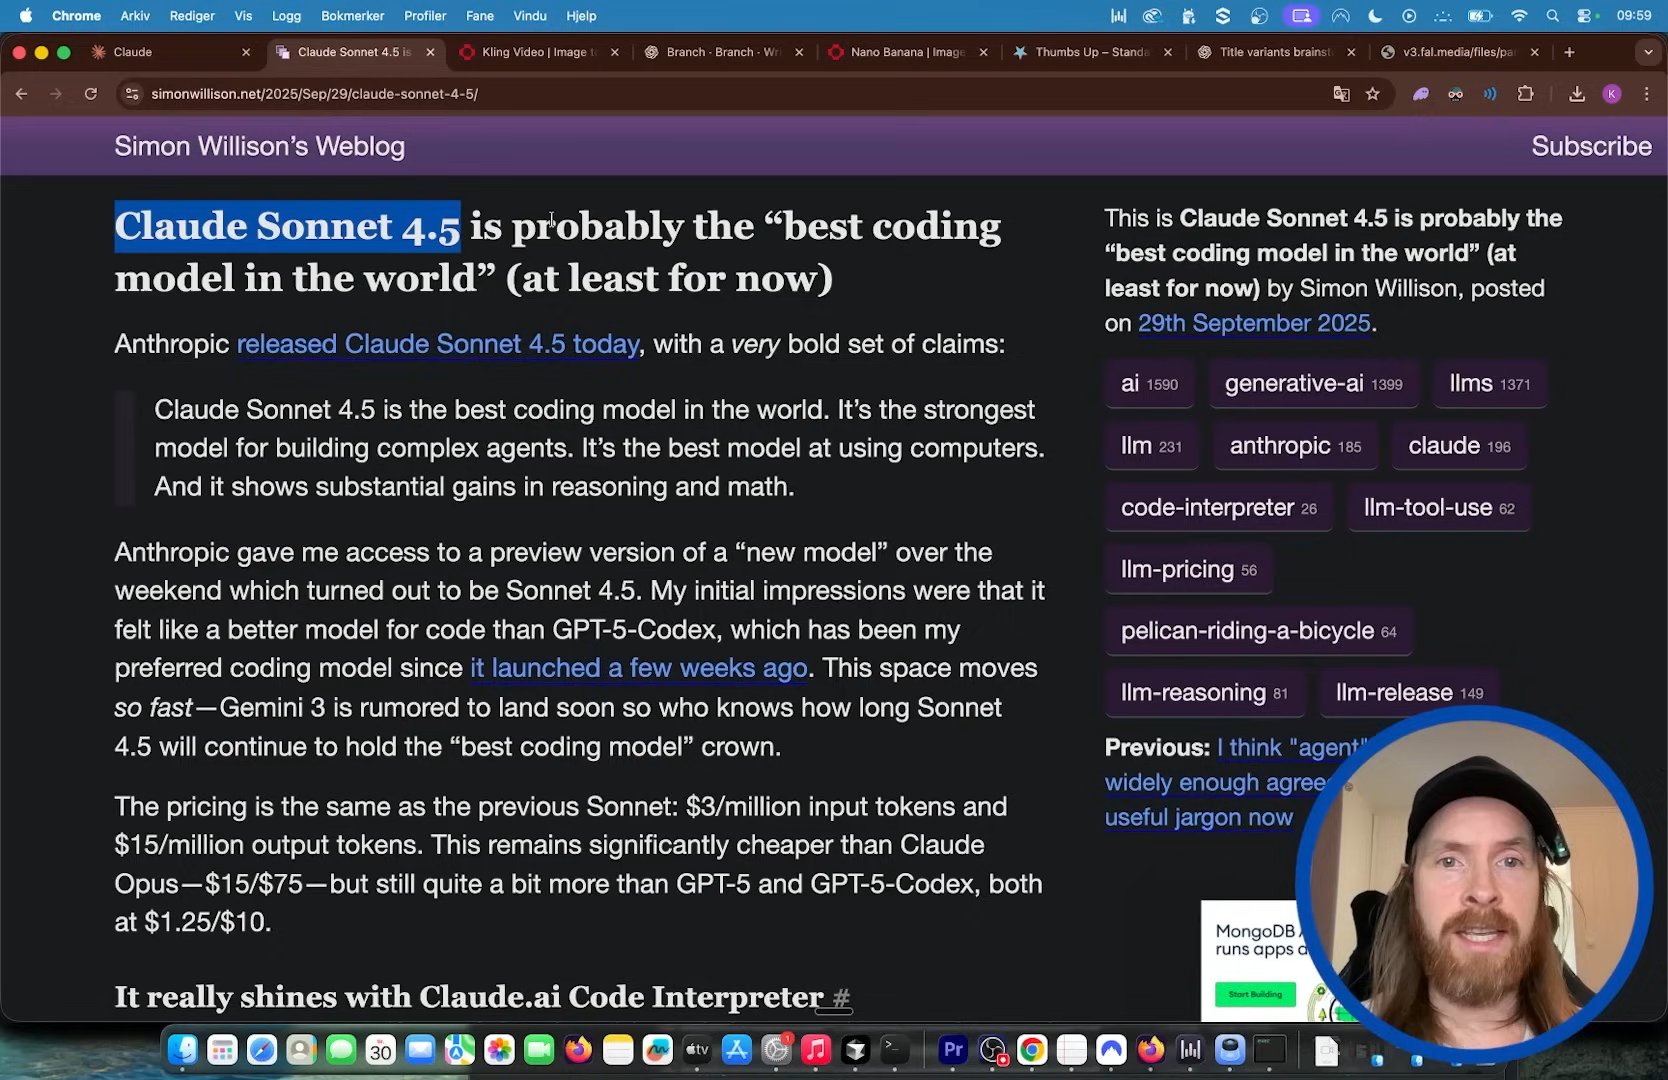 Chrome Arkiv Rediger Vis Logg Bokmerker Profiler Fane Vindu Hjelp 09:59
Claude
Claude Sonnet 4.5 is
Kling Video | Image t
Branch · Branch · Wr
Nano Banana | Image
Thumbs Up – Standa
Title variants brainst
v3.fal.media/files/pa
simonwillison.net/2025/Sep/29/claude-sonnet-4-5/
K
Simon Willison’s Weblog
Subscribe
Claude Sonnet 4.5 is probably the “best coding
model in the world” (at least for now)
Anthropic released Claude Sonnet 4.5 today, with a very bold set of claims:
Claude Sonnet 4.5 is the best coding model in the world. It’s the strongest
model for building complex agents. It’s the best model at using computers.
And it shows substantial gains in reasoning and math.
Anthropic gave me access to a preview version of a “new model” over the
weekend which turned out to be Sonnet 4.5. My initial impressions were that it
felt like a better model for code than GPT-5-Codex, which has been my
preferred coding model since it launched a few weeks ago. This space moves
so fast—Gemini 3 is rumored to land soon so who knows how long Sonnet
4.5 will continue to hold the “best coding model” crown.
The pricing is the same as the previous Sonnet: $3/million input tokens and
$15/million output tokens. This remains significantly cheaper than Claude
Opus—$15/$75—but still quite a bit more than GPT-5 and GPT-5-Codex, both
at $1.25/$10.
It really shines with Claude.ai Code Interpreter #
This is Claude Sonnet 4.5 is probably the
“best coding model in the world” (at
least for now) by Simon Willison, posted
on 29th September 2025.
ai 1590 generative-ai 1399 llms 1371
llm 231 anthropic 185 claude 196
code-interpreter 26 llm-tool-use 62
llm-pricing 56
pelican-riding-a-bicycle 64
llm-reasoning 81 llm-release 149
Previous: I think "agent"
widely enough agree
useful jargon now
MongoDB
runs apps a
Start Building
30
tv
1
Pr